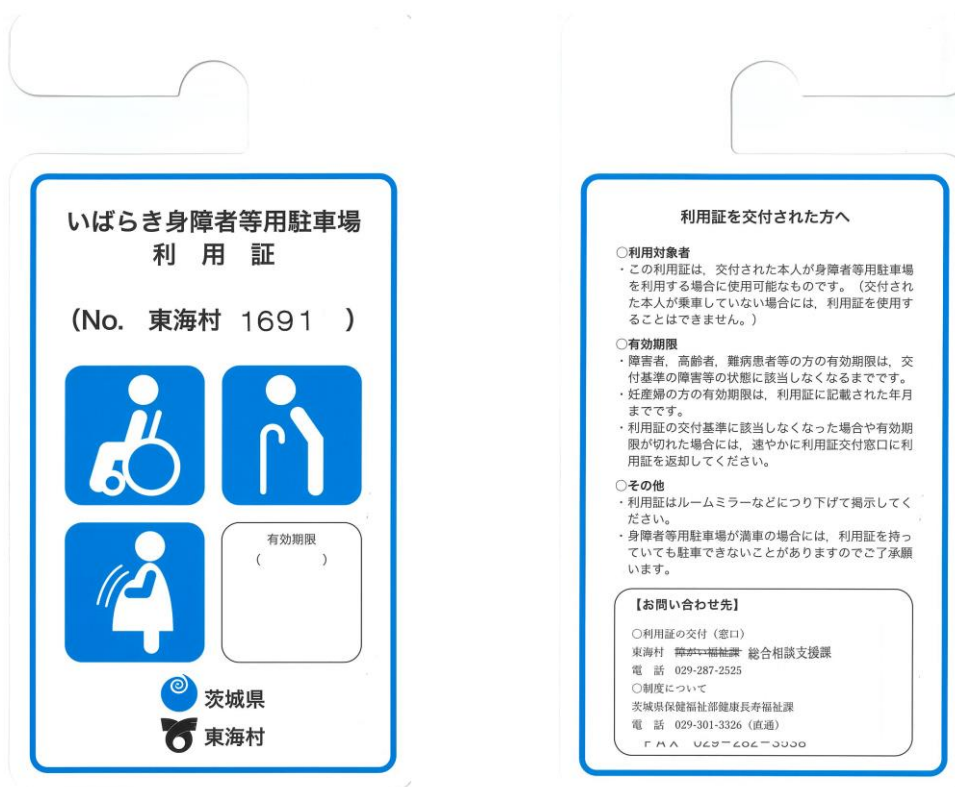 いばらき身障者等用駐車場
利用証
(No. 東海村 1691 )
有効期限
( )
茨城県
東海村
利用証を交付された方へ
○利用対象者
・この利用証は，交付された本人が身障者等用駐車場
を利用する場合に使用可能なものです。（交付され
た本人が乗車していない場合には，利用証を使用す
ることはできません。）
○有効期限
・障害者，高齢者，難病患者等の方の有効期限は，交
付基準の障害等の状態に該当しなくなるまでです。
・妊産婦の方の有効期限は，利用証に記載された年月
までです。
・利用証の交付基準に該当しなくなった場合や有効期
限が切れた場合には，速やかに利用証交付窓口に利
用証を返却してください。
○その他
・利用証はルームミラーなどにつり下げて掲示してく
ださい。
・身障者等用駐車場が満車の場合には，利用証を持っ
ていても駐車できないことがありますのでご了承願
います。
【お問い合わせ先】
○利用証の交付（窓口）
東海村 障がい福祉課 総合相談支援課
電 話 029-287-2525
○制度について
茨城県保健福祉部健康長寿福祉課
電 話 029-301-3326（直通）
FAX 029-282-3538